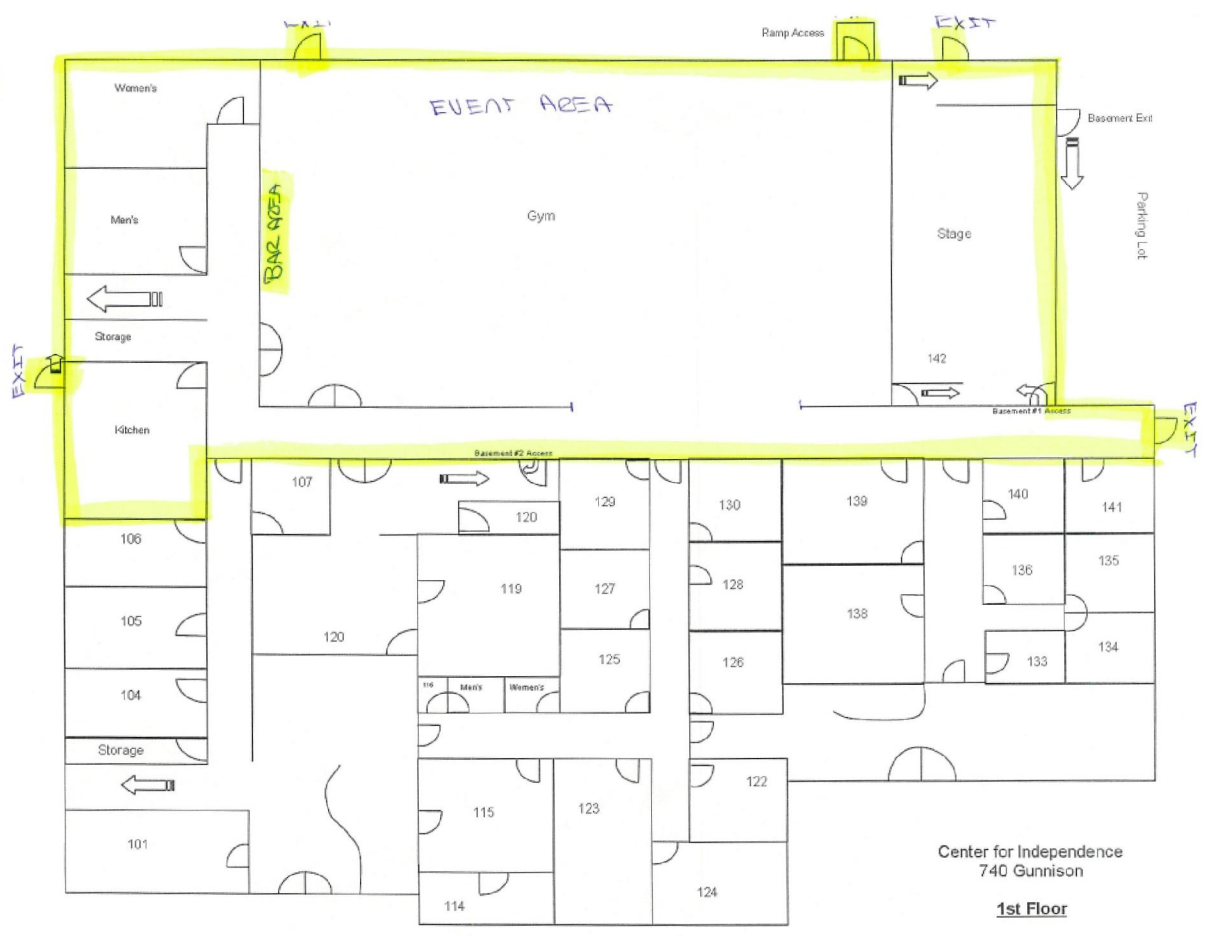 EXIT
EXIT
Ramp Access
Women's
EVENT AREA
Basement Exit
BAR AREA
Men's
Gym
Stage
Parking Lot
Storage
EXIT
142
Basement #1 Access
EXIT
Kitchen
Basement #2 Access
107
129
130
139
140
141
120
106
119
127
128
138
136
135
105
120
125
126
133
134
104
116
Men's
Women's
Storage
115
123
122
101
114
124
Center for Independence
740 Gunnison
1st Floor